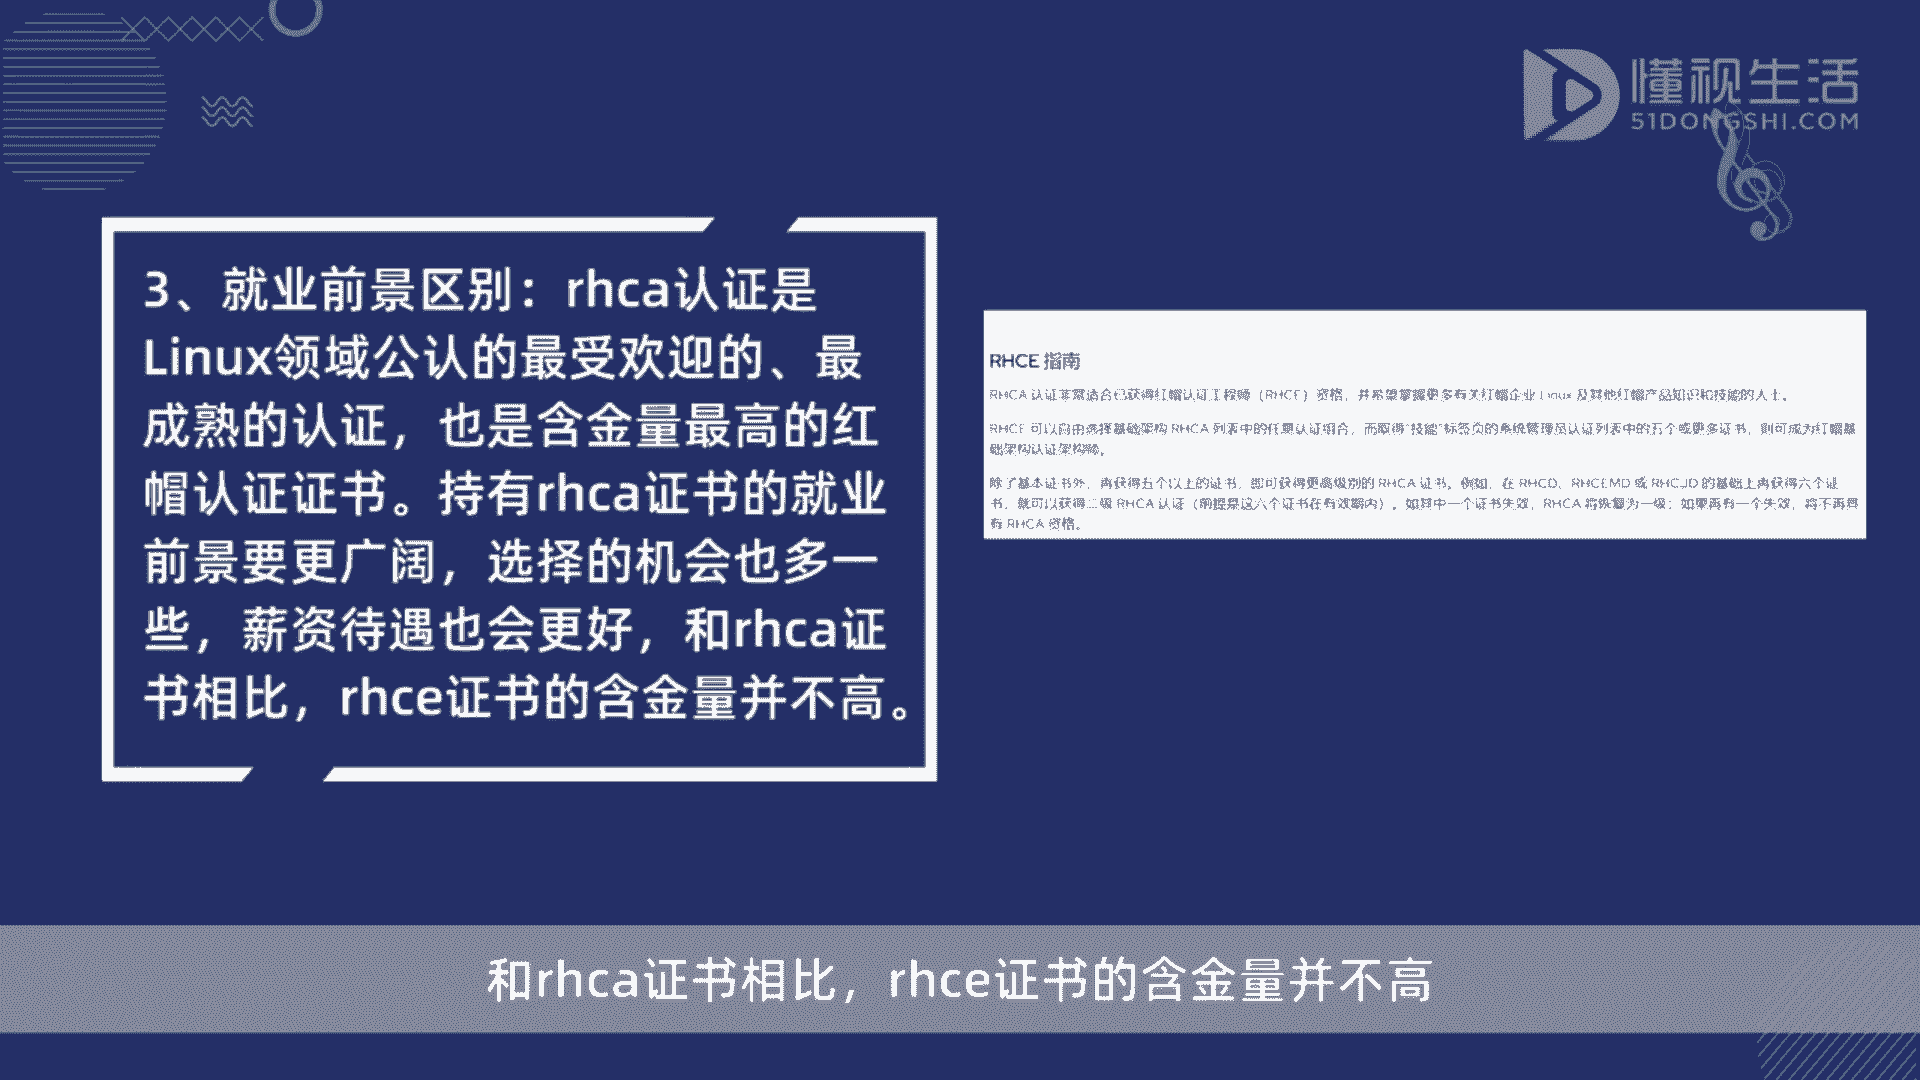 懂视生活
51DONGSHI.COM
3、就业前景区别：rhca认证是
Linux领域公认的最受欢迎的、最
成熟的认证，也是含金量最高的红
帽认证证书。持有rhca证书的就业
前景要更广阔，选择的机会也多一
些，薪资待遇也会更好，和rhca证
书相比，rhce证书的含金量并不高。
RHCE 指南
RHCA 认证非常适合已获得红帽认证工程师（RHCE）资格，并希望掌握更多有关红帽企业 Linux 及其他红帽产品知识和技能的人士。
RHCE 可以自由选择基础架构 RHCA 列表中的任意认证组合，而取得“技能”标签页的系统管理员认证列表中的五个或更多证书，则可成为红帽基
础架构认证架构师。
除了基本证书外，再获得五个以上的证书，即可获得更高级别的 RHCA 证书。例如，在 RHCD、RHCEMD 或 RHCJD 的基础上再获得六个证
书，就可以获得二级 RHCA 认证（前提是这六个证书在有效期内）。如其中一个证书失效，RHCA 将恢复为一级；如果再有一个失效，将不再具
有 RHCA 资格。
和rhca证书相比，rhce证书的含金量并不高